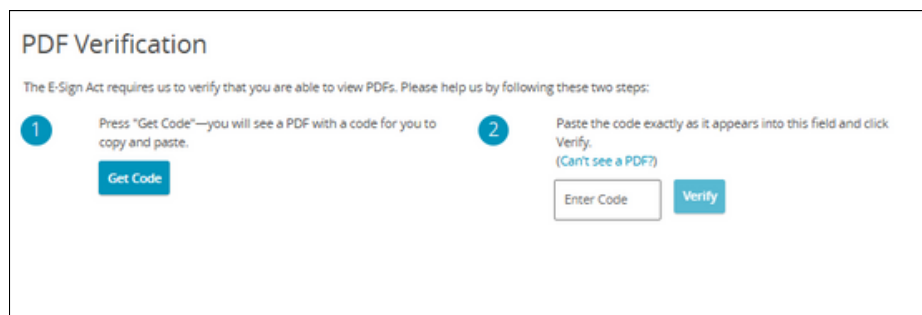 PDF Verification
The E-Sign Act requires us to verify that you are able to view PDFs. Please help us by following these two steps:
1
Press "Get Code"—you will see a PDF with a code for you to
copy and paste.
Get Code
2
Paste the code exactly as it appears into this field and click
Verify.
(Can't see a PDF?)
Enter Code
Verify